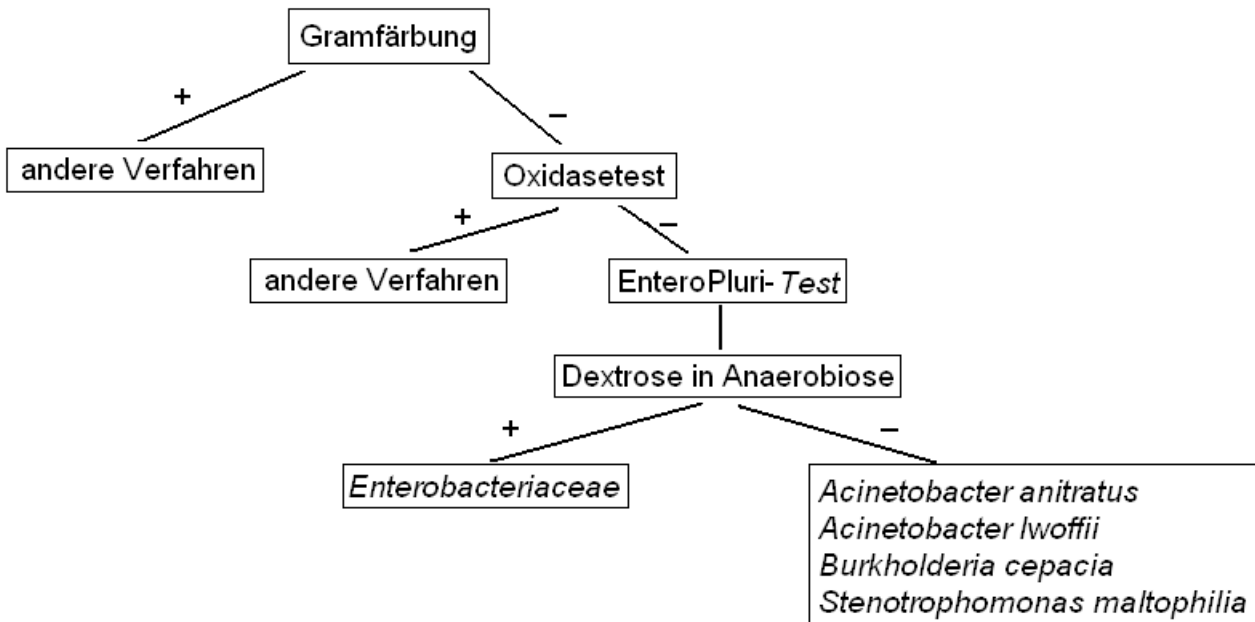 Gramfärbung
+
–
andere Verfahren
Oxidasetest
+
–
andere Verfahren
EnteroPluri- Test
Dextrose in Anaerobiose
+
–
Enterobacteriaceae
Acinetobacter anitratus
Acinetobacter lwoffii
Burkholderia cepacia
Stenotrophomonas maltophilia